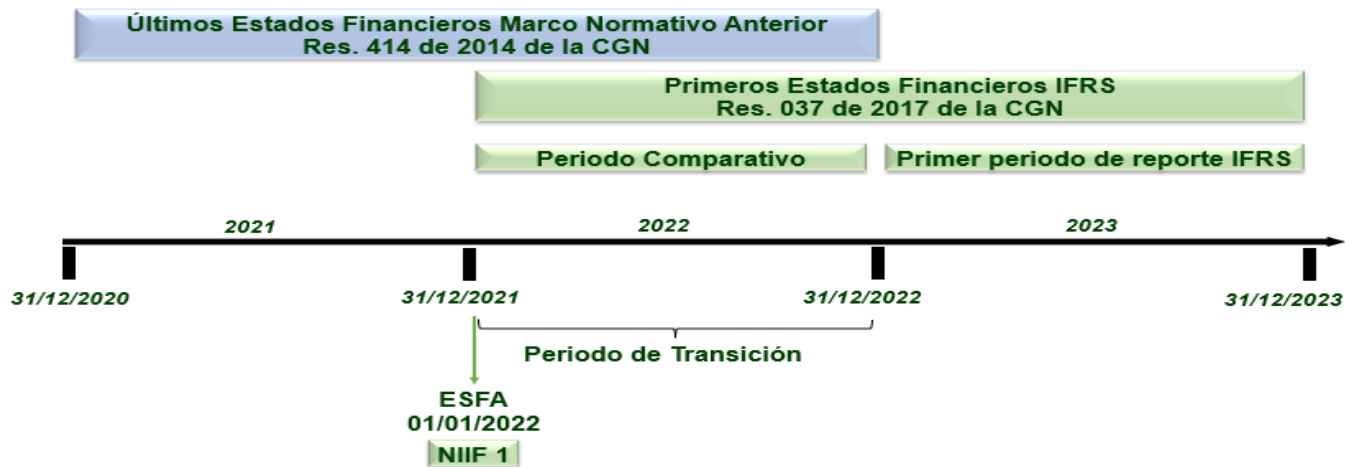 Últimos Estados Financieros Marco Normativo Anterior
Res. 414 de 2014 de la CGN
Primeros Estados Financieros IFRS
Res. 037 de 2017 de la CGN
Periodo Comparativo
Primer periodo de reporte IFRS
2021
2022
2023
31/12/2020
31/12/2021
31/12/2022
31/12/2023
Periodo de Transición
ESFA
01/01/2022
NIIF 1